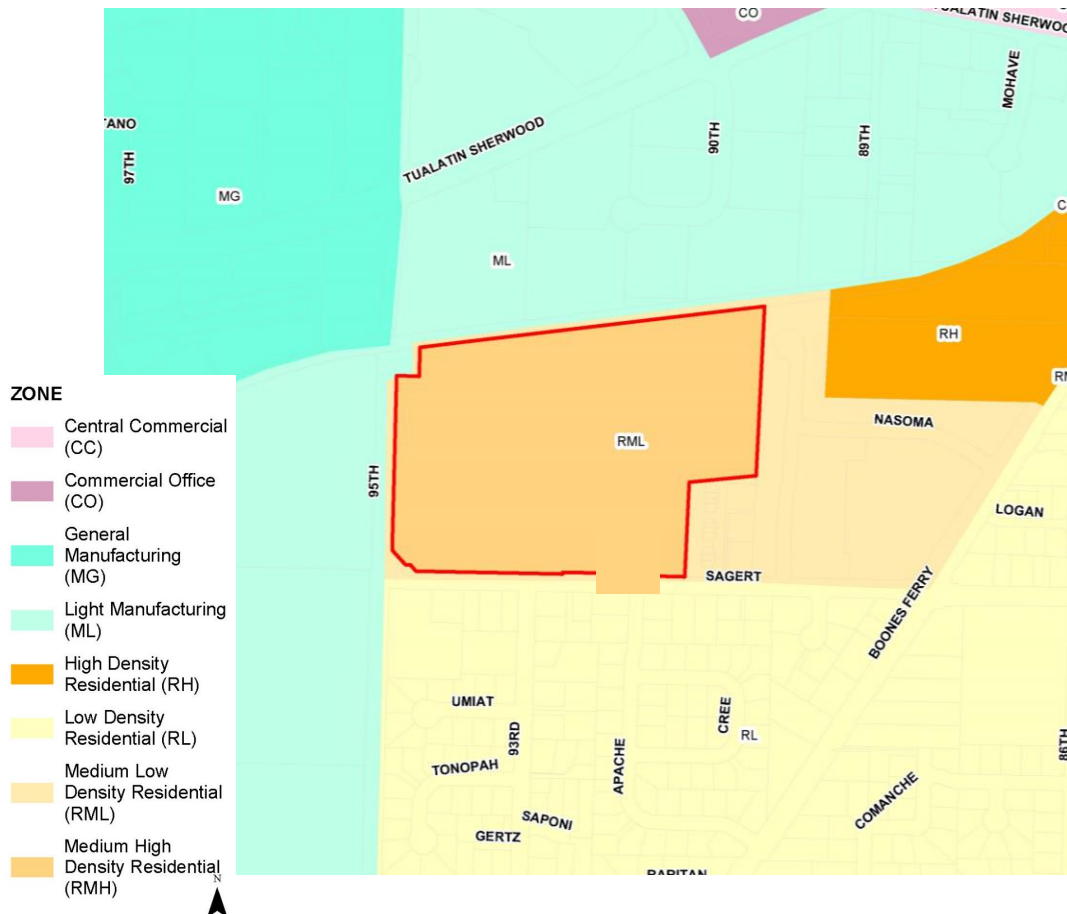 CO
TUALATIN SHERWOO
MOHAVE
TANO
97TH
TUALATIN SHERWOOD
90TH
89TH
MG
C
ML
RH
RM
NASOMA
RML
95TH
LOGAN
SAGERT
BOONES FERRY
UMIAT
93RD
CREE
RL
86TH
TONOPAH
APACHE
COMANCHE
SAPONI
GERTZ
ZONE
Central Commercial
(CC)
Commercial Office
(CO)
General
Manufacturing
(MG)
Light Manufacturing
(ML)
High Density
Residential (RH)
Low Density
Residential (RL)
Medium Low
Density Residential
(RML)
Medium High
Density Residential
(RMH)
N